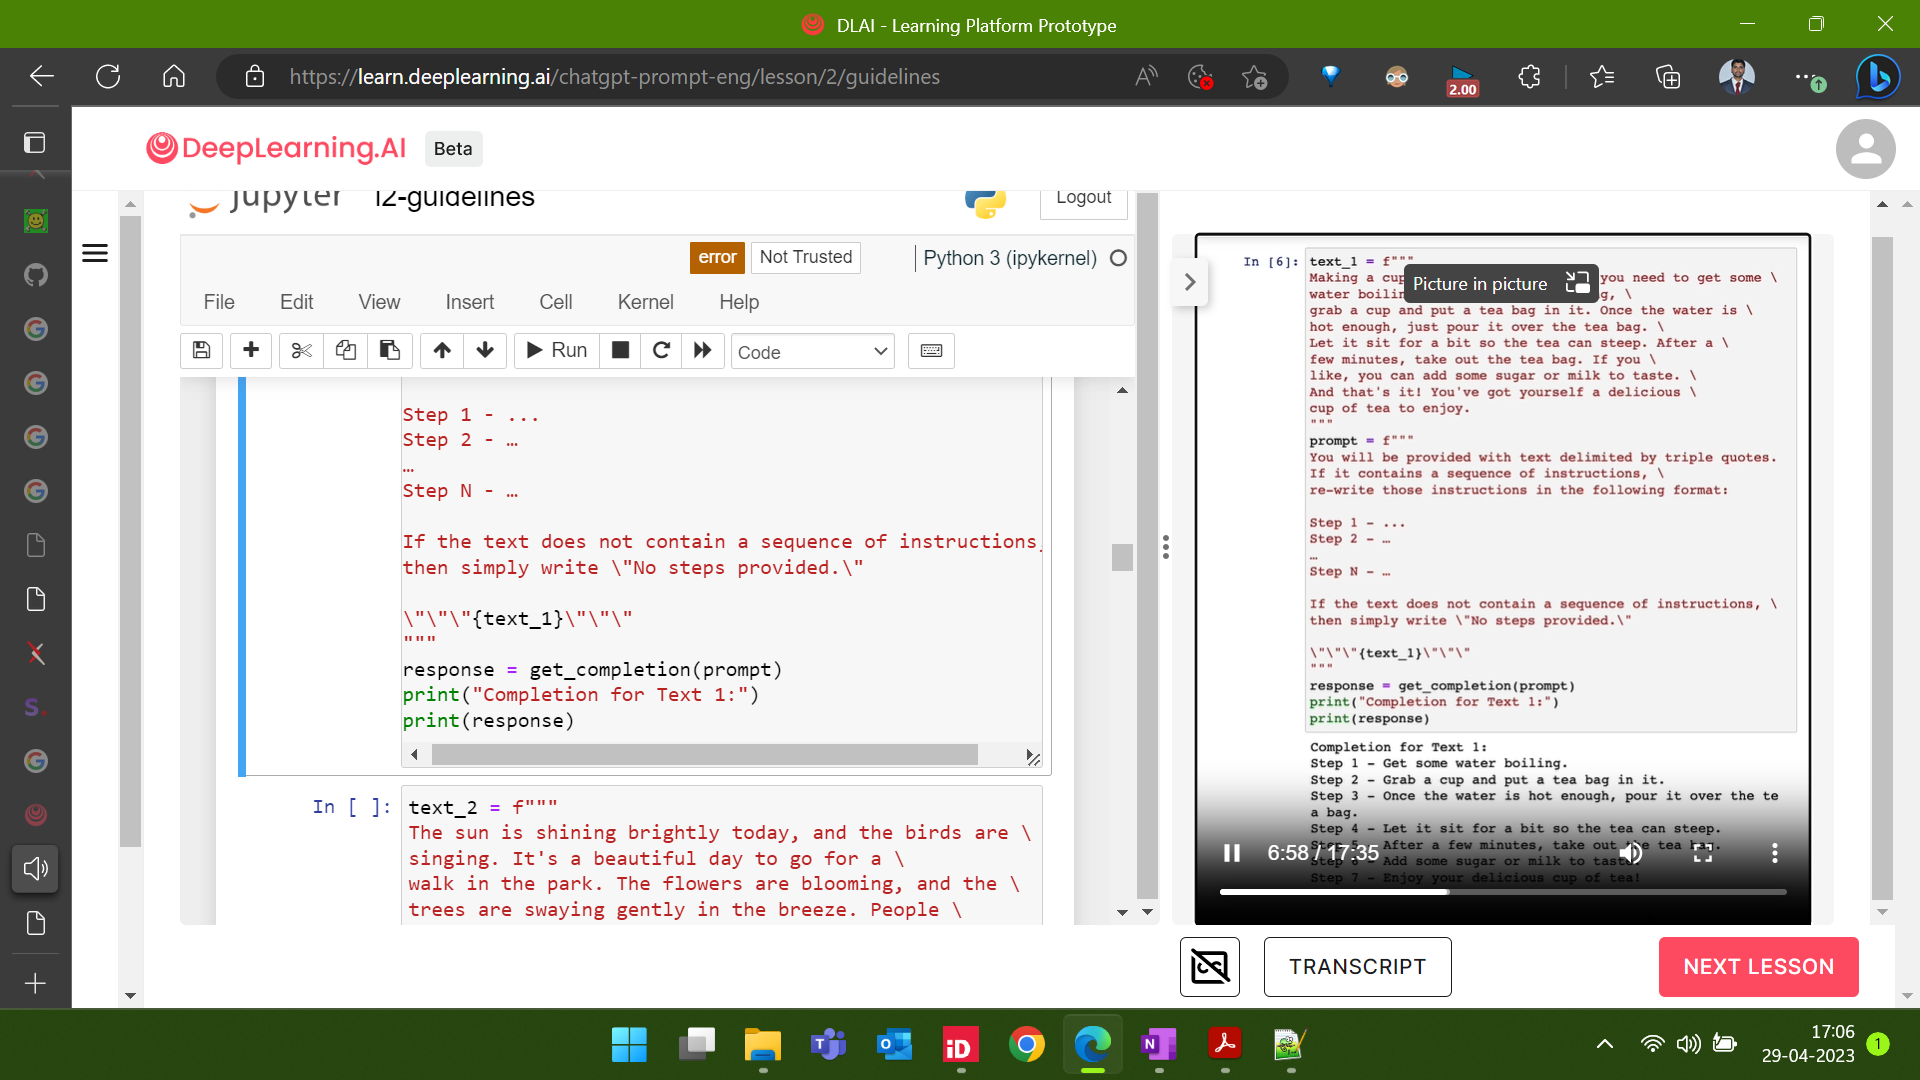 DLAI - Learning Platform Prototype
https://learn.deeplearning.ai/chatgpt-prompt-eng/lesson/2/guidelines
2.00
DeepLearning.AI Beta
jupyter l2-guidelines
Logout
error Not Trusted Python 3 (ipykernel)
File Edit View Insert Cell Kernel Help
Run Code
Step 1 - ...
Step 2 - …
…
Step N - …
If the text does not contain a sequence of instructions,
then simply write \"No steps provided.\"
\"\"\"{text_1}\"\"\"
"""
response = get_completion(prompt)
print("Completion for Text 1:")
print(response)
In [ ]: text_2 = f"""
The sun is shining brightly today, and the birds are \
singing. It's a beautiful day to go for a \
walk in the park. The flowers are blooming, and the \
trees are swaying gently in the breeze. People \
In [6]: text_1 = f"""
Making a cup you need to get some \
water boilin g, \
Picture in picture
grab a cup and put a tea bag in it. Once the water is \
hot enough, just pour it over the tea bag. \
Let it sit for a bit so the tea can steep. After a \
few minutes, take out the tea bag. If you \
like, you can add some sugar or milk to taste. \
And that's it! You've got yourself a delicious \
cup of tea to enjoy.
"""
prompt = f"""
You will be provided with text delimited by triple quotes.
If it contains a sequence of instructions, \
re-write those instructions in the following format:
Step 1 - ...
Step 2 - …
…
Step N - …
If the text does not contain a sequence of instructions, \
then simply write \"No steps provided.\"
\"\"\"{text_1}\"\"\"
"""
response = get_completion(prompt)
print("Completion for Text 1:")
print(response)
Completion for Text 1:
Step 1 - Get some water boiling.
Step 2 - Grab a cup and put a tea bag in it.
Step 3 - Once the water is hot enough, pour it over the te
a bag.
Step 4 - Let it sit for a bit so the tea can steep.
Step 5 - After a few minutes, take out the tea bag.
6:58 / 17:35
Step 6 - Add some sugar or milk to taste.
Step 7 - Enjoy your delicious cup of tea!
TRANSCRIPT
NEXT LESSON
17:06
29-04-2023
1